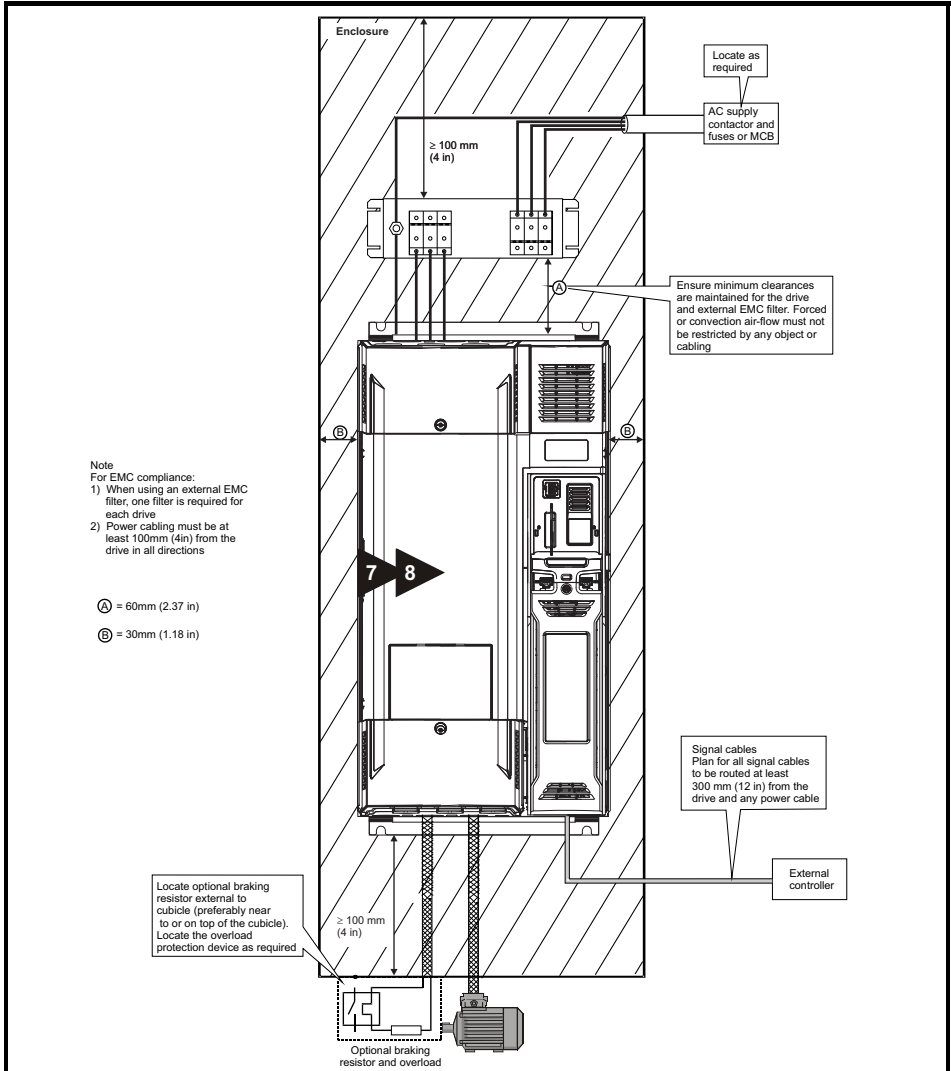 Enclosure
Locate as
required
AC supply
contactor and
fuses or MCB
≥ 100 mm
(4 in)
A
Ensure minimum clearances
are maintained for the drive
and external EMC filter. Forced
or convection air-flow must not
be restricted by any object or
cabling
B
B
Note
For EMC compliance:
1) When using an external EMC
filter, one filter is required for
each drive
2) Power cabling must be at
least 100mm (4in) from the
drive in all directions
7 8
A = 60mm (2.37 in)
B = 30mm (1.18 in)
Signal cables
Plan for all signal cables
to be routed at least
300 mm (12 in) from the
drive and any power cable
External
controller
Locate optional braking
resistor external to
cubicle (preferably near
to or on top of the cubicle).
Locate the overload
protection device as required
≥ 100 mm
(4 in)
Optional braking
resistor and overload